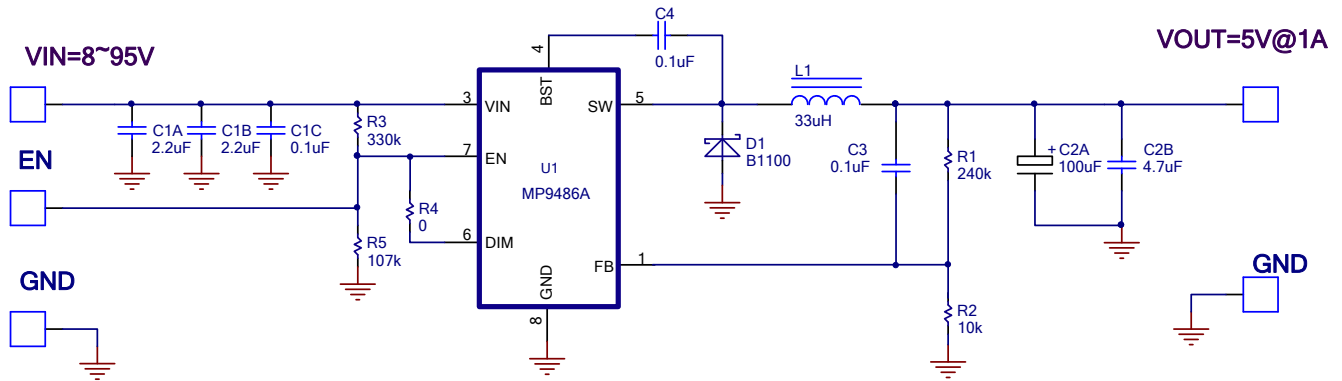 VIN=8~95V
VOUT=5V@1A
C4
0.1uF
4
BST
L1
33uH
3
VIN
SW
5
C1A
2.2uF
C1B
2.2uF
C1C
0.1uF
R3
330k
EN
7
EN
U1
MP9486A
D1
B1100
C3
0.1uF
R1
240k
+
C2A
100uF
C2B
4.7uF
R4
0
R5
107k
6
DIM
FB
1
GND
GND
GND
8
R2
10k